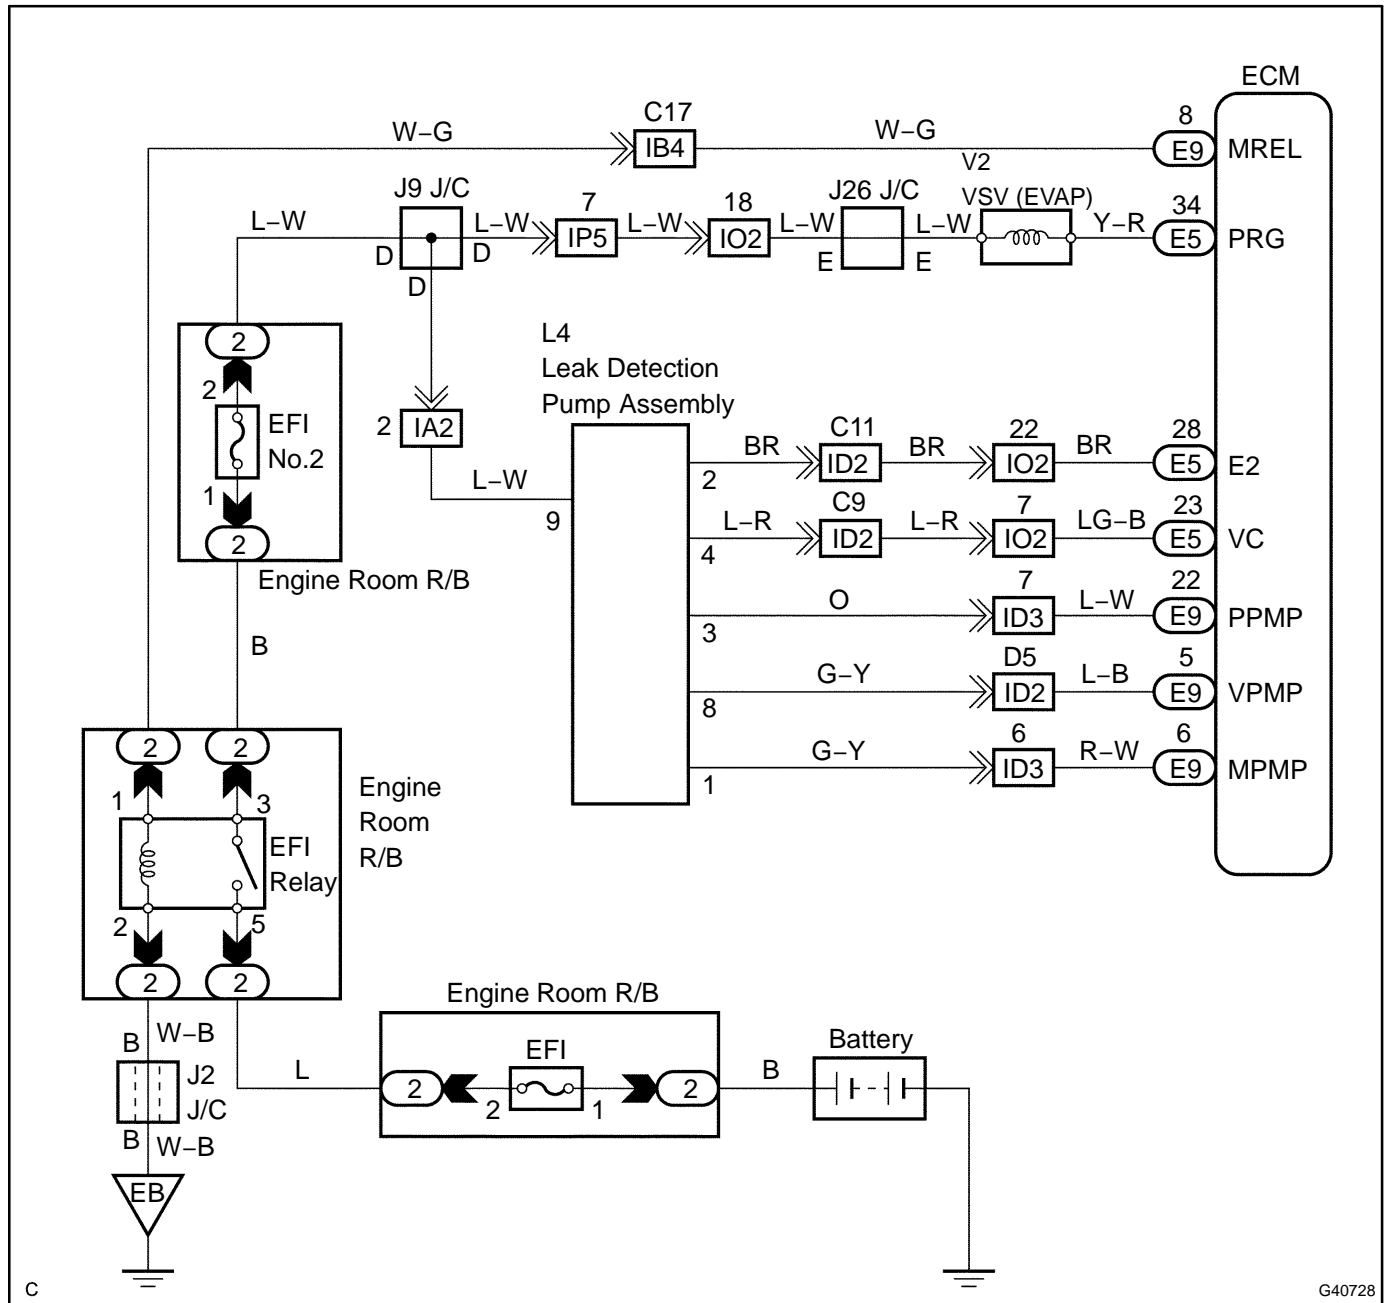 ECM
C17
8
W−G
W−G
IB4
E9
MREL
V2
J9 J/C
7
18
J26 J/C
VSV (EVAP)
34
L−W
L−W
L−W
L−W
L−W
Y−R
IP5
IO2
E5
PRG
D
D
E
E
D
2
2
EFI
No.2
1
2
Engine Room R/B
2
IA2
L−W
9
L4
Leak Detection
Pump Assembly
C11
22
28
BR
BR
BR
2
ID2
IO2
E5
E2
C9
7
23
L−R
L−R
LG−B
4
ID2
IO2
E5
VC
7
22
O
L−W
3
ID3
E9
PPMP
D5
5
G−Y
L−B
8
ID2
E9
VPMP
6
6
G−Y
R−W
1
ID3
E9
MPMP
B
2
2
1
3
EFI
Relay
Engine
Room
R/B
2
5
2
2
B
W−B
J2
J/C
B
W−B
EB
L
Engine Room R/B
EFI
2
2
1
2
B
Battery
C
G40728